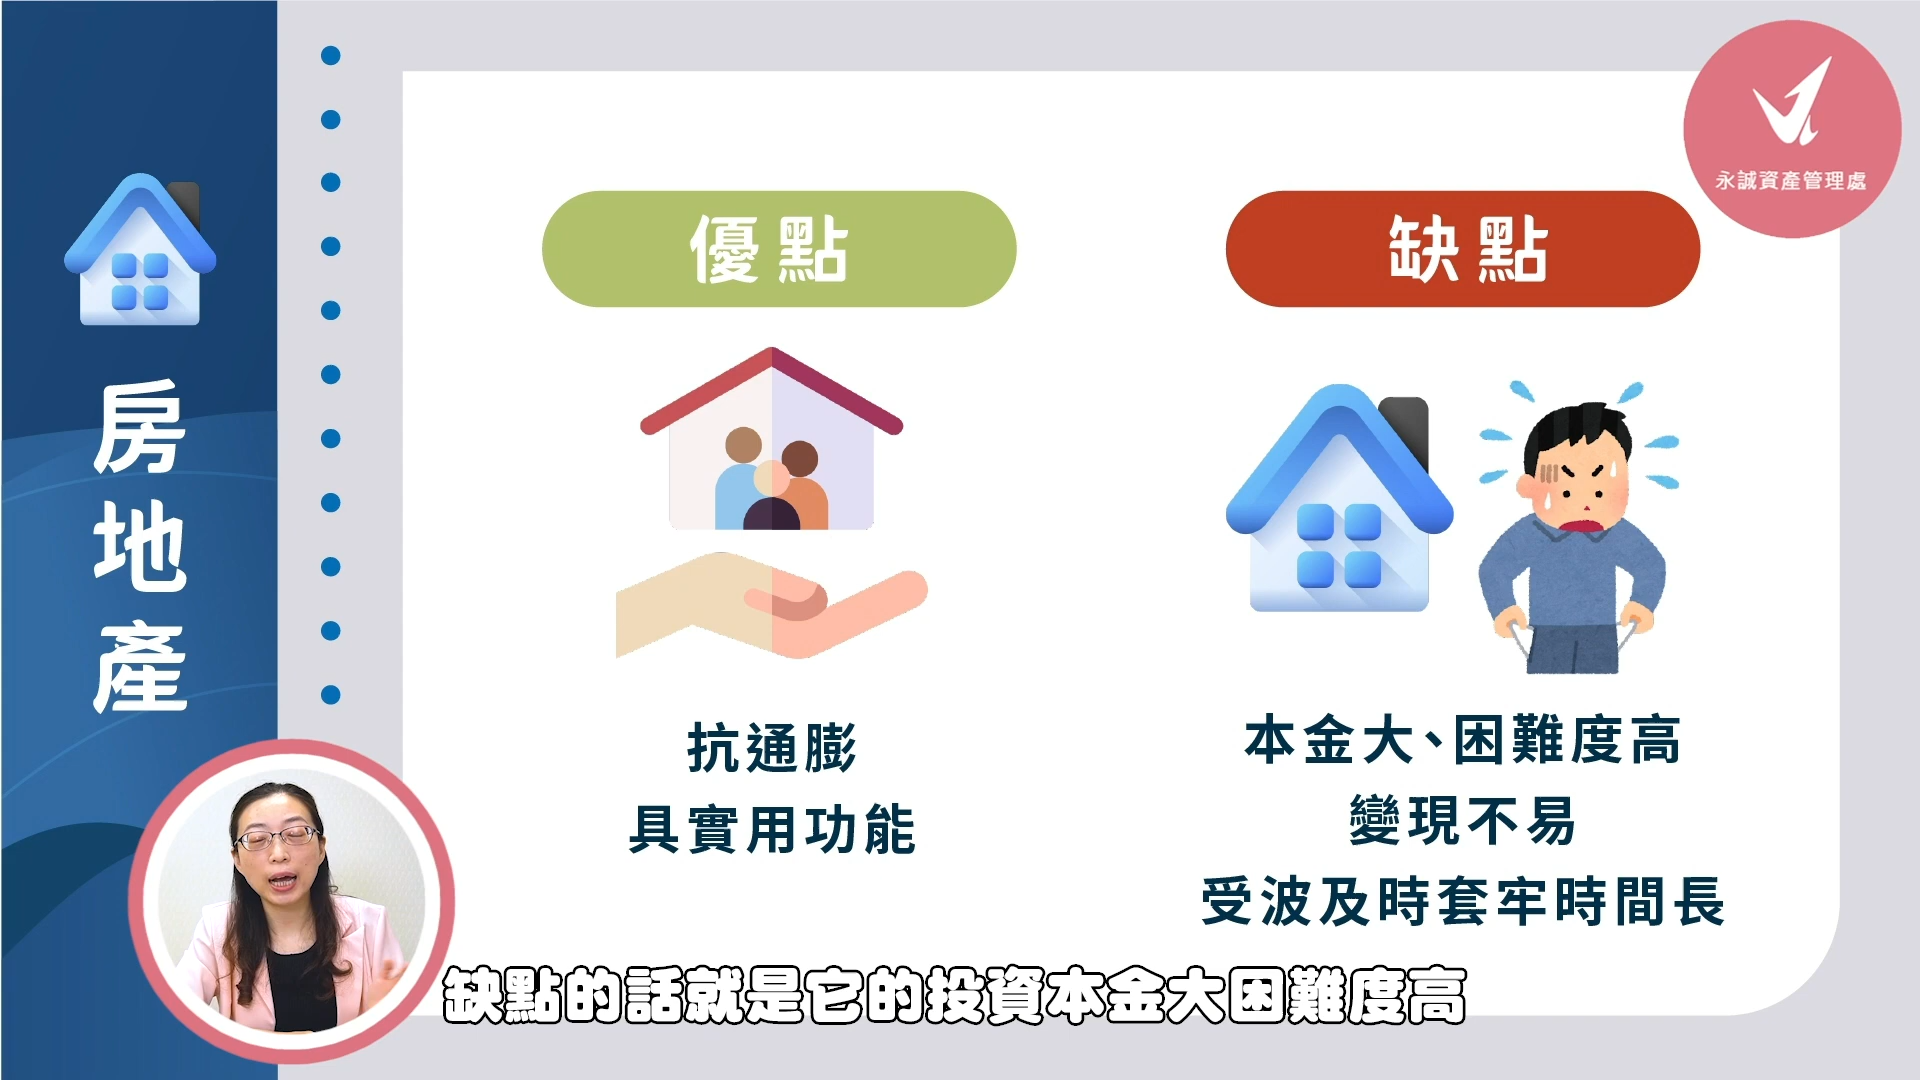 永誠資產管理處
房地產
優點
抗通膨
具實用功能
缺點
本金大、困難度高
變現不易
受波及時套牢時間長
缺點的話就是它的投資本金大困難度高